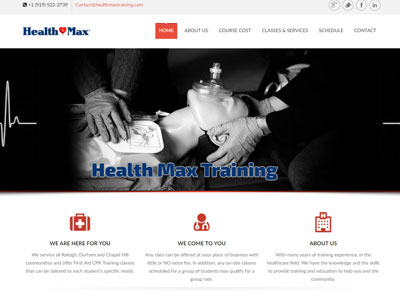 +1 (919) 522-3739 Contact@healthmaxtraining.com
Health Max
HOME ABOUT US COURSE COST CLASSES & SERVICES SCHEDULE CONTACT
Health Max Training
WE ARE HERE FOR YOU
We service all Raleigh, Durham and Chapel Hill
communities and offer First Aid CPR Training classes
that can be tailored to each student's specific needs.
WE COME TO YOU
Any class can be offered at your place of business with
little or NO extra fee. In addition, any on-site classes
scheduled for a group of students may qualify for a
group rate.
ABOUT US
With many years of training experience, in the
healthcare field. We have the knowledge and the skills
to provide training and education to help you and the
community.